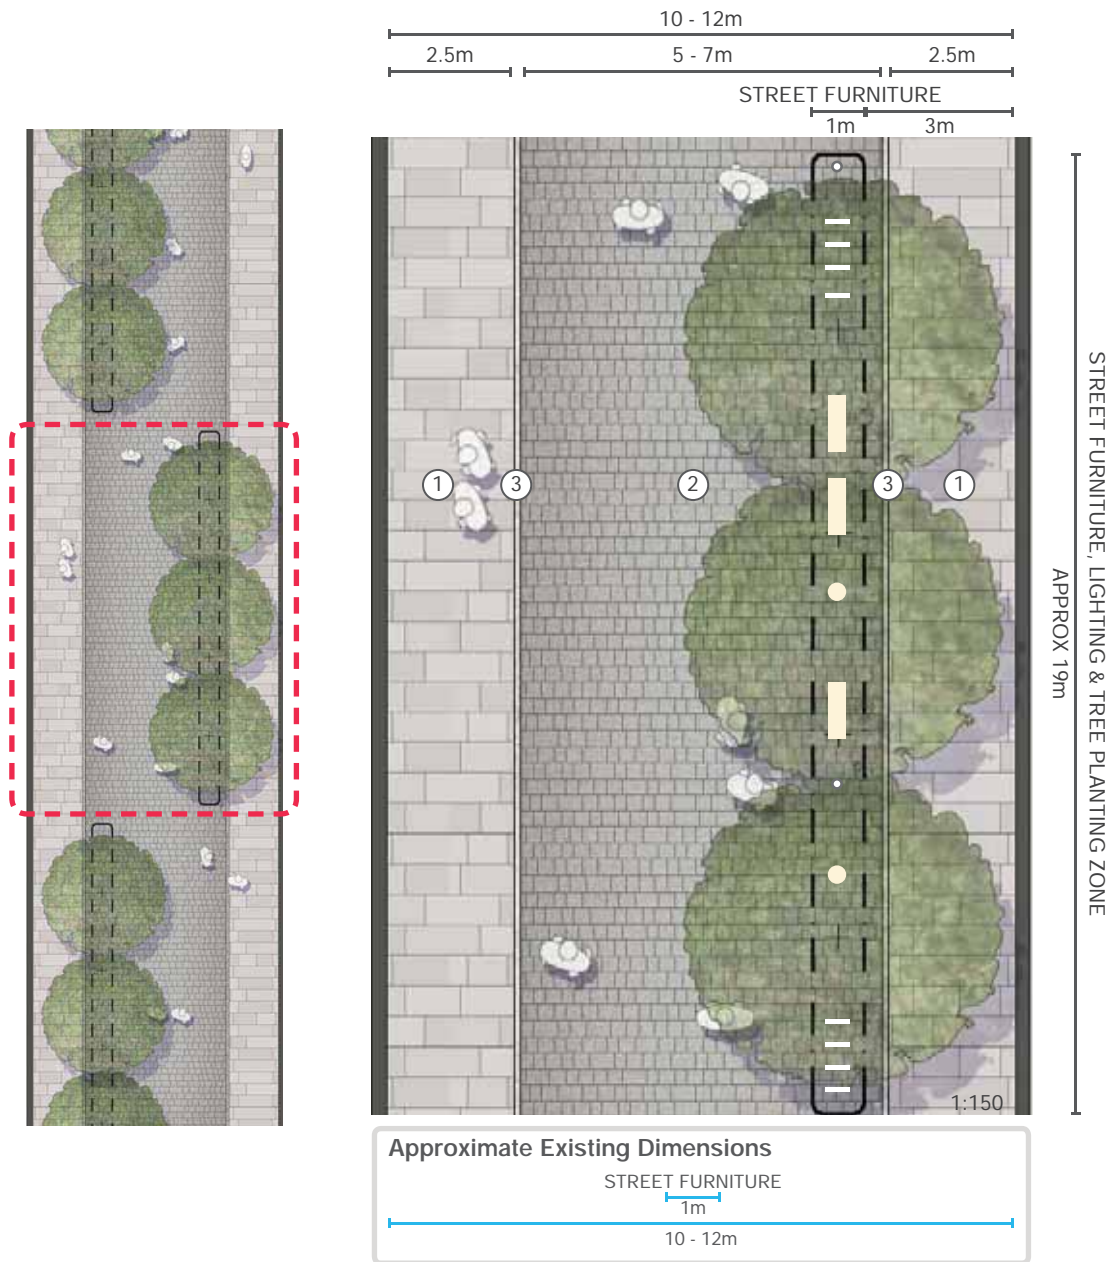 10 - 12m
2.5m
5 - 7m
2.5m
STREET FURNITURE
1m
3m
1
3
2
3
1
STREET FURNITURE, LIGHTING & TREE PLANTING ZONE
APPROX 19m
1:150
Approximate Existing Dimensions
STREET FURNITURE
1m
10 - 12m